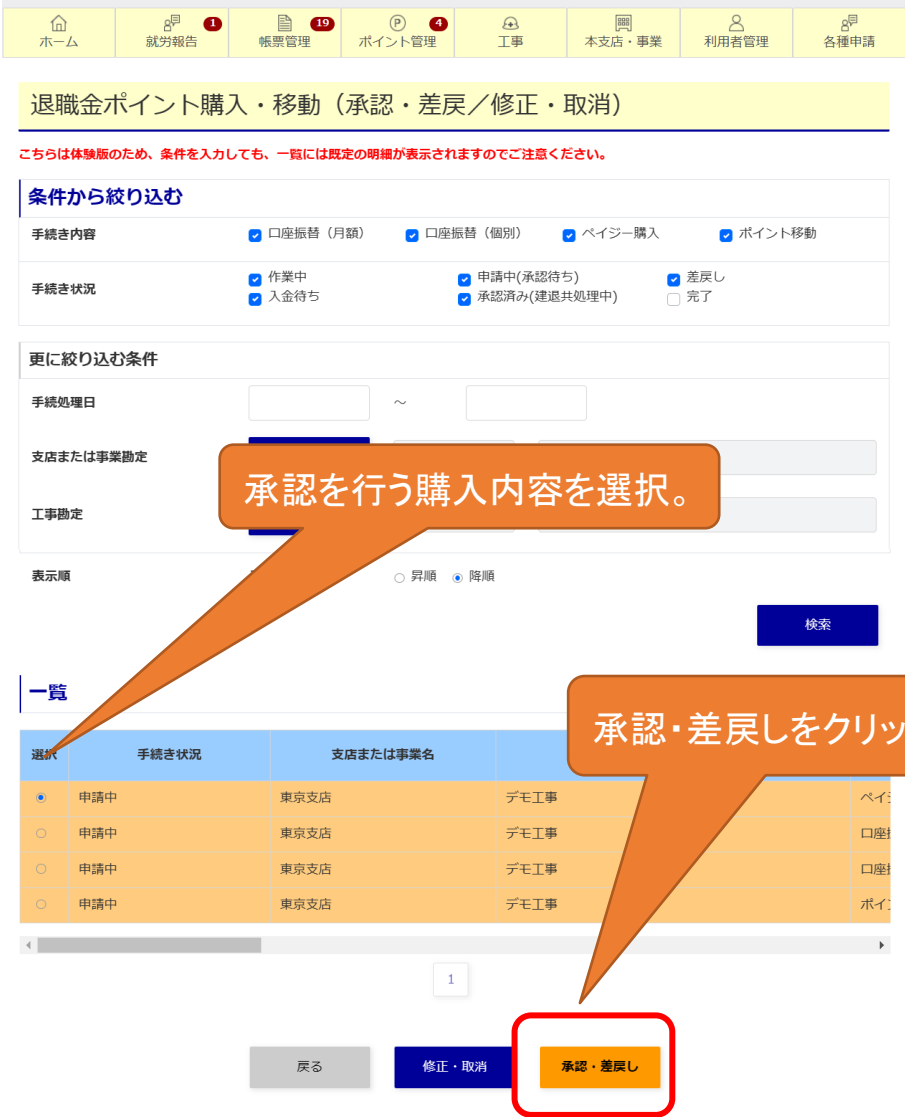 1 19 4
ホーム 就労報告 帳票管理 ポイント管理 工事 本支店・事業 利用者管理 各種申請
退職金ポイント購入・移動（承認・差戻／修正・取消）
こちらは体験版のため、条件を入力しても、一覧には既定の明細が表示されますのでご注意ください。
条件から絞り込む
手続き内容 口座振替（月額） 口座振替（個別） ペイジー購入 ポイント移動
手続き状況 作業中 申請中(承認待ち) 差戻し
入金待ち 承認済み(建退共処理中) 完了
更に絞り込む条件
手続処理日 ～
支店または事業勘定
承認を行う購入内容を選択。
工事勘定
表示順 昇順 降順
検索
一覧
承認・差戻しをクリッ
選択 手続き状況 支店または事業名
申請中 東京支店 デモ工事 ペイ
申請中 東京支店 デモ工事 口座
申請中 東京支店 デモ工事 口座
申請中 東京支店 デモ工事 ポイ
1
戻る 修正・取消 承認・差戻し